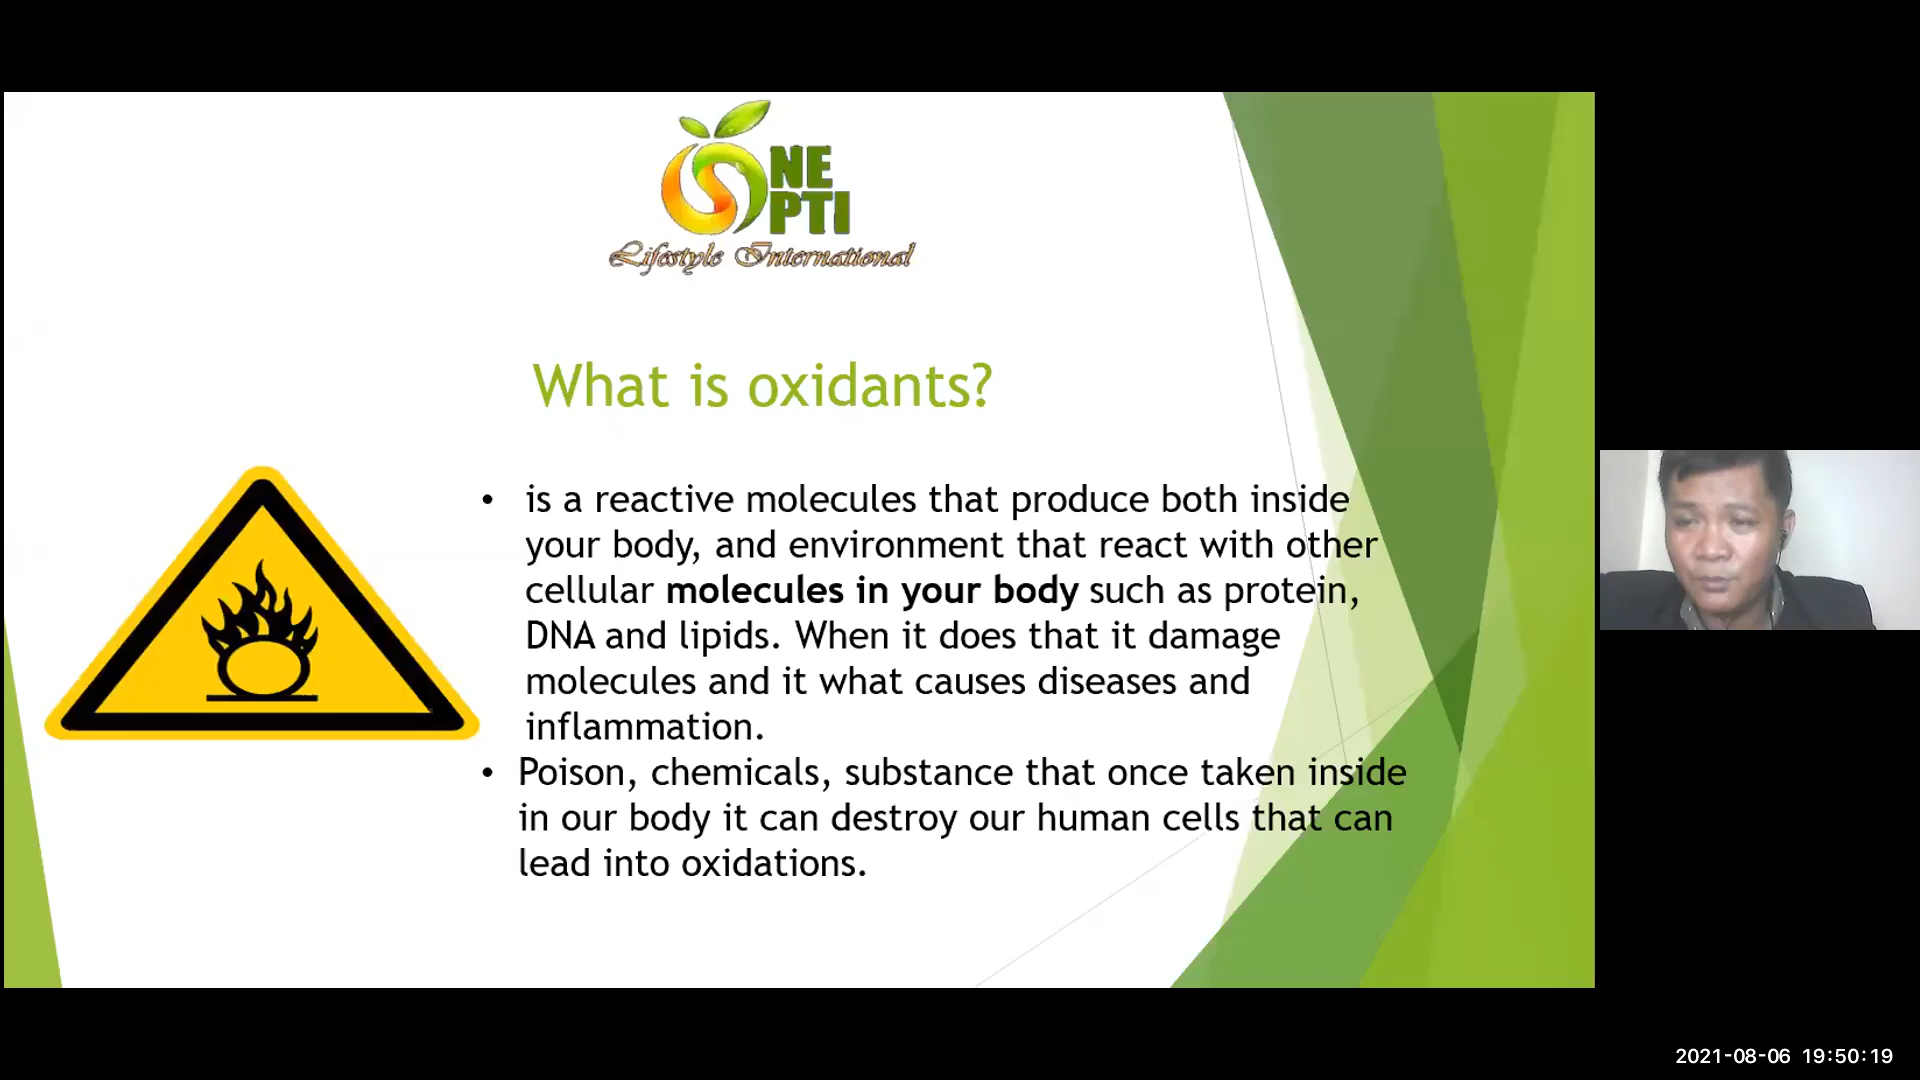 NE
PTI
Lifestyle International
What is oxidants?
• is a reactive molecules that produce both inside
your body, and environment that react with other
cellular molecules in your body such as protein,
DNA and lipids. When it does that it damage
molecules and it what causes diseases and
inflammation.
• Poison, chemicals, substance that once taken inside
in our body it can destroy our human cells that can
lead into oxidations.
2021-08-06 19:50:19